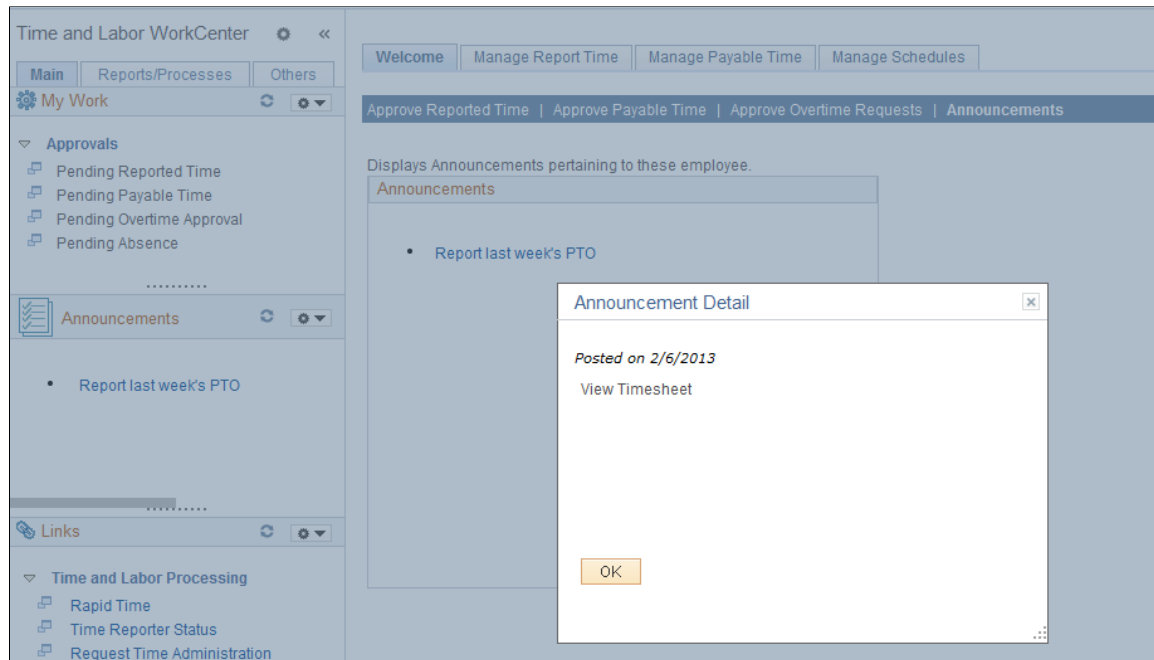 Time and Labor WorkCenter «
Main Reports/Processes Others
My Work
Approvals
Pending Reported Time
Pending Payable Time
Pending Overtime Approval
Pending Absence
Announcements
• Report last week's PTO
Links
Time and Labor Processing
Rapid Time
Time Reporter Status
Request Time Administration
Welcome Manage Report Time Manage Payable Time Manage Schedules
Approve Reported Time | Approve Payable Time | Approve Overtime Requests | Announcements
Displays Announcements pertaining to these employee.
Announcements
• Report last week's PTO
Announcement Detail
Posted on 2/6/2013
View Timesheet
OK